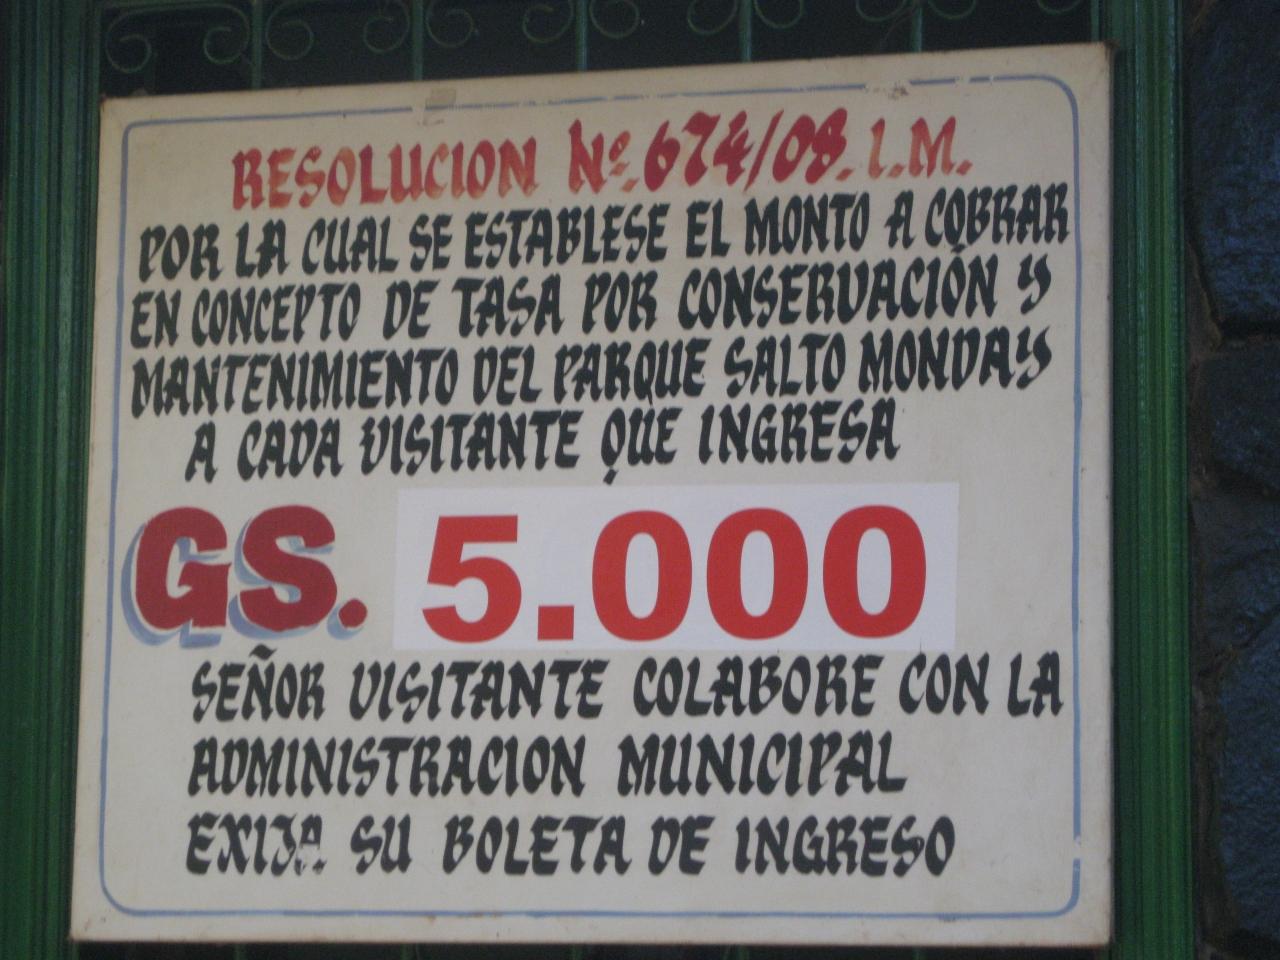 RESOLUCION Nº. 674/08. I.M.
POR LA CUAL SE ESTABLESE EL MONTO A COBRAR
EN CONCEPTO DE TASA POR CONSERVACIÓN Y
MANTENIMIENTO DEL PARQUE SALTO MONDAY
A CADA VISITANTE QUE INGRESA
GS. 5.000
SEÑOR VISITANTE COLABORE CON LA
ADMINISTRACION MUNICIPAL
EXIJA SU BOLETA DE INGRESO